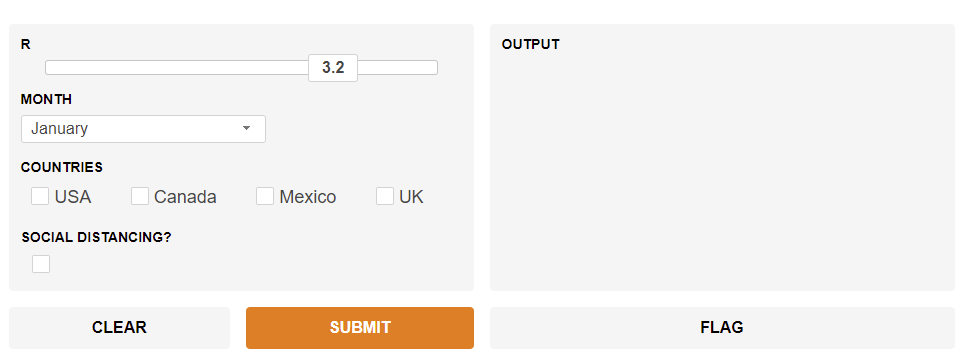 R
3.2
MONTH
January
COUNTRIES
USA Canada Mexico UK
SOCIAL DISTANCING?
CLEAR SUBMIT
OUTPUT
FLAG